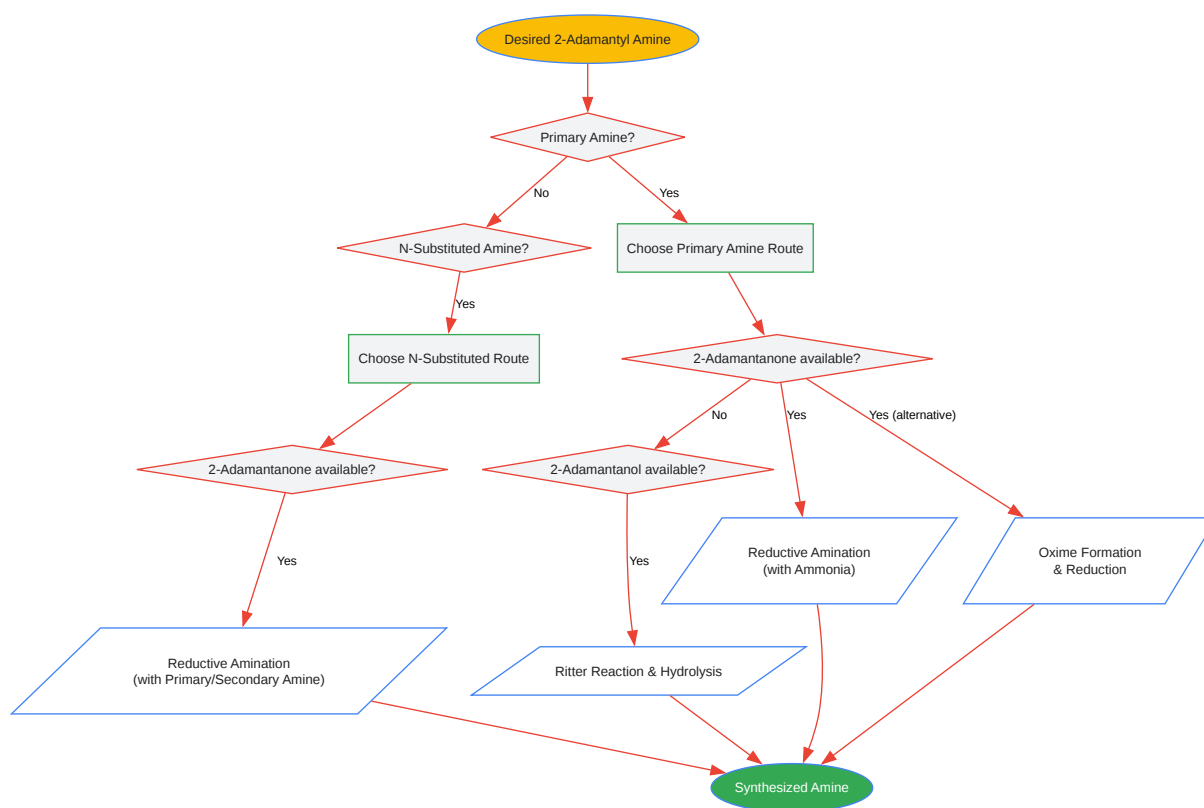 Desired 2-Adamantyl Amine
Primary Amine?
No
Yes
N-Substituted Amine?
Choose Primary Amine Route
Yes
Choose N-Substituted Route
2-Adamantanone available?
No
Yes
Yes (alternative)
2-Adamantanone available?
2-Adamantanol available?
Reductive Amination
(with Ammonia)
Oxime Formation
& Reduction
Yes
Yes
Reductive Amination
(with Primary/Secondary Amine)
Ritter Reaction & Hydrolysis
Synthesized Amine